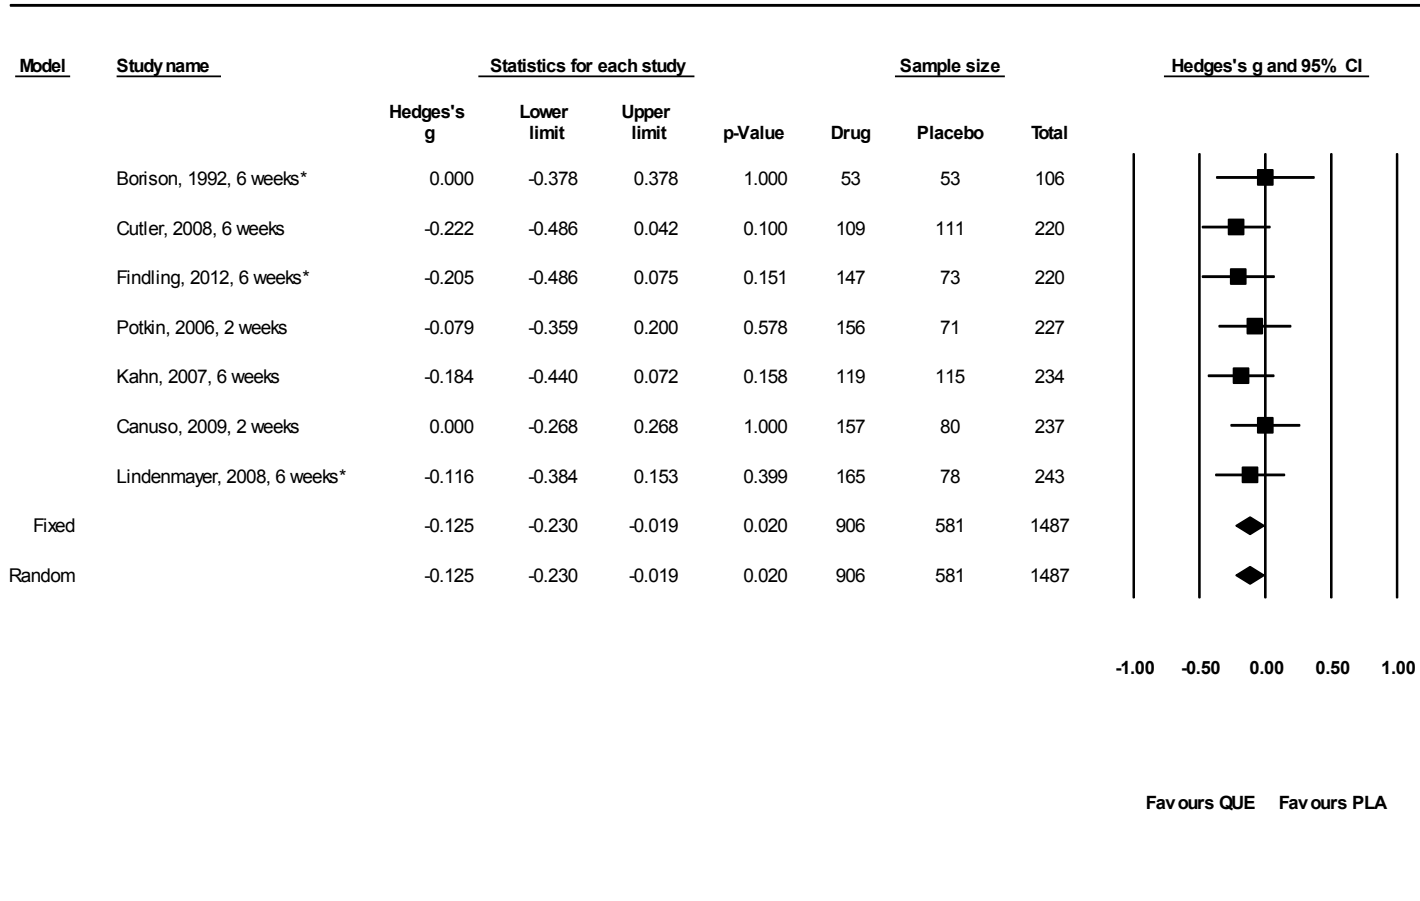 Model Study name Statistics for each study Sample size Hedges's g and 95% CI
Hedges's Lower Upper
g limit limit p-Value Drug Placebo Total
Borison, 1992, 6 weeks* 0.000 -0.378 0.378 1.000 53 53 106
Cutler, 2008, 6 weeks -0.222 -0.486 0.042 0.100 109 111 220
Findling, 2012, 6 weeks* -0.205 -0.486 0.075 0.151 147 73 220
Potkin, 2006, 2 weeks -0.079 -0.359 0.200 0.578 156 71 227
Kahn, 2007, 6 weeks -0.184 -0.440 0.072 0.158 119 115 234
Canuso, 2009, 2 weeks 0.000 -0.268 0.268 1.000 157 80 237
Lindenmayer, 2008, 6 weeks* -0.116 -0.384 0.153 0.399 165 78 243
Fixed -0.125 -0.230 -0.019 0.020 906 581 1487
Random -0.125 -0.230 -0.019 0.020 906 581 1487
-1.00 -0.50 0.00 0.50 1.00
Favours QUE Favours PLA